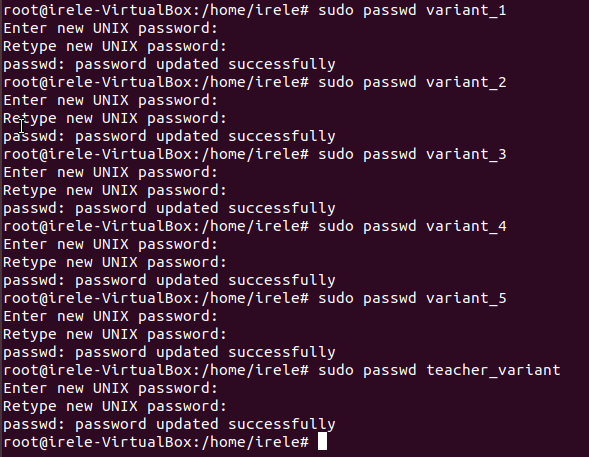 root@irele-VirtualBox:/home/irele# sudo passwd variant_1
Enter new UNIX password:
Retype new UNIX password:
passwd: password updated successfully
root@irele-VirtualBox:/home/irele# sudo passwd variant_2
Enter new UNIX password:
Retype new UNIX password:
passwd: password updated successfully
root@irele-VirtualBox:/home/irele# sudo passwd variant_3
Enter new UNIX password:
Retype new UNIX password:
passwd: password updated successfully
root@irele-VirtualBox:/home/irele# sudo passwd variant_4
Enter new UNIX password:
Retype new UNIX password:
passwd: password updated successfully
root@irele-VirtualBox:/home/irele# sudo passwd variant_5
Enter new UNIX password:
Retype new UNIX password:
passwd: password updated successfully
root@irele-VirtualBox:/home/irele# sudo passwd teacher_variant
Enter new UNIX password:
Retype new UNIX password:
passwd: password updated successfully
root@irele-VirtualBox:/home/irele#